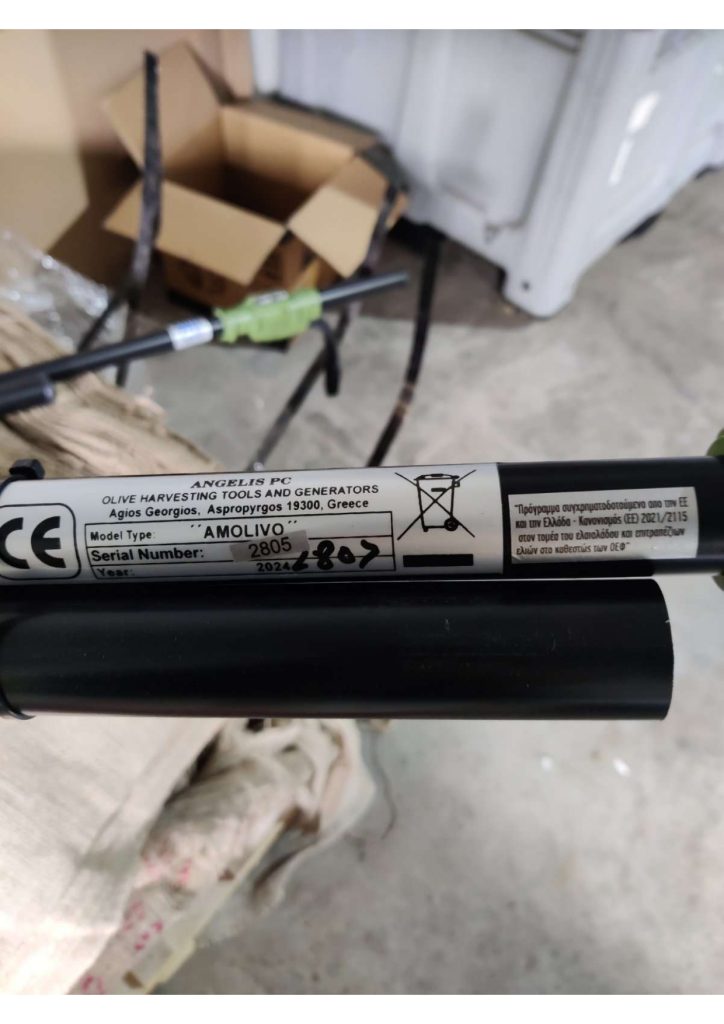 ANGELIS PC
OLIVE HARVESTING TOOLS AND GENERATORS
Agios Georgios, Aspropyrgos 19300, Greece
CE
Model Type: ''AMOLIVO''
Serial Number: 2805
Year: 2024 2807
"Πρόγραμμα συγχρηματοδοτούμενο απο την ΕΕ
και την Ελλάδα - Κανονισμός (ΕΕ) 2021/2115
στον τομέα του ελαιολάδου και επιτραπέζιων
ελιών στο καθεστώς των ΟΕΦ"